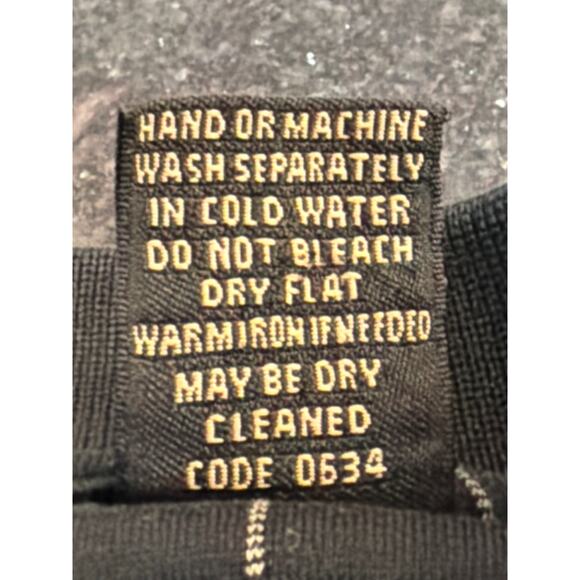 HAND OR MACHINE
WASH SEPARATELY
IN COLD WATER
DO NOT BLEACH
DRY FLAT
WARM IRON IF NEEDED
MAY BE DRY
CLEANED
CODE 0634